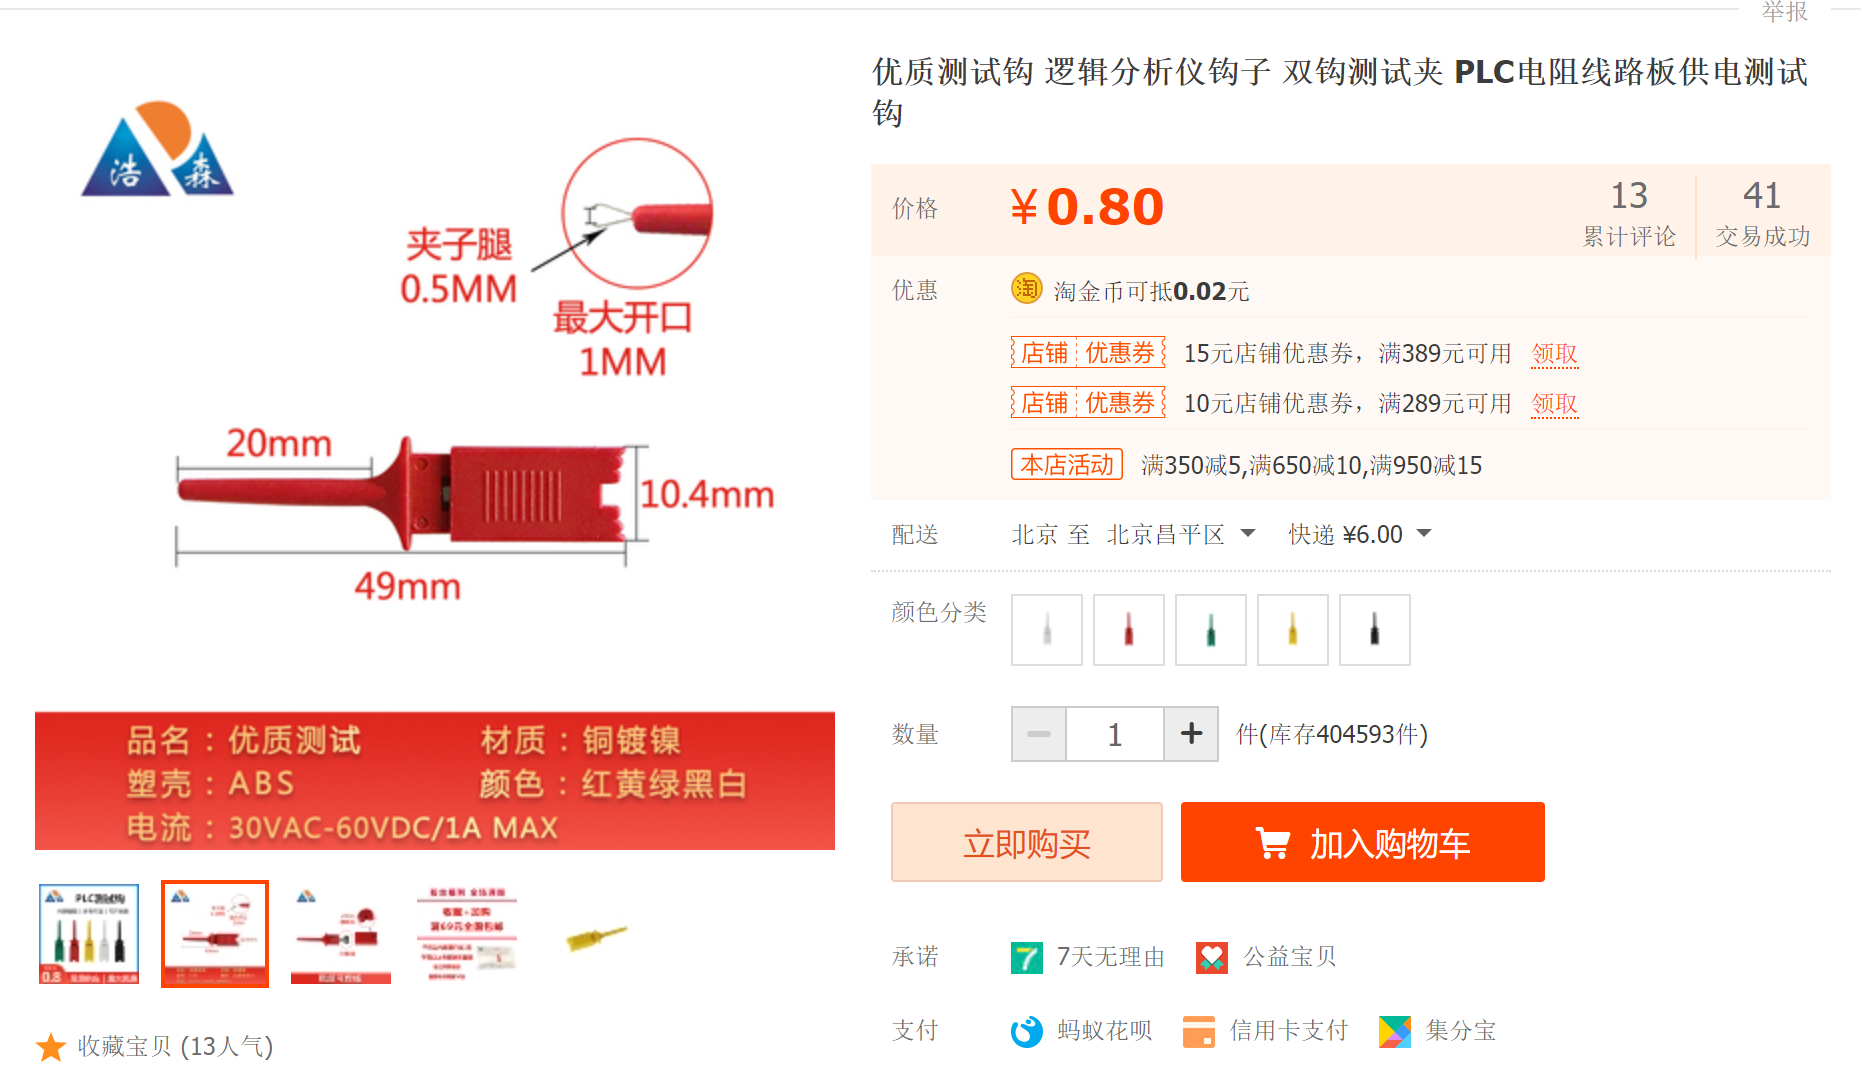 举报
优质测试钩 逻辑分析仪钩子 双钩测试夹 PLC电阻线路板供电测试
钩
浩森
夹子腿
0.5MM
最大开口
1MM
20mm
10.4mm
49mm
品名：优质测试 材质：铜镀镍
塑壳：ABS 颜色：红黄绿黑白
电流：30VAC-60VDC/1A MAX
PLC测试钩
0.8
收藏宝贝 (13人气)
价格 ¥0.80
13 累计评论
41 交易成功
优惠 淘 淘金币可抵0.02元
店铺 优惠券 15元店铺优惠券，满389元可用 领取
店铺 优惠券 10元店铺优惠券，满289元可用 领取
本店活动 满350减5,满650减10,满950减15
配送 北京 至 北京昌平区 快递 ¥6.00
颜色分类
数量 1 件(库存404593件)
立即购买 加入购物车
承诺 7 7天无理由 公益宝贝
支付 蚂蚁花呗 信用卡支付 集分宝